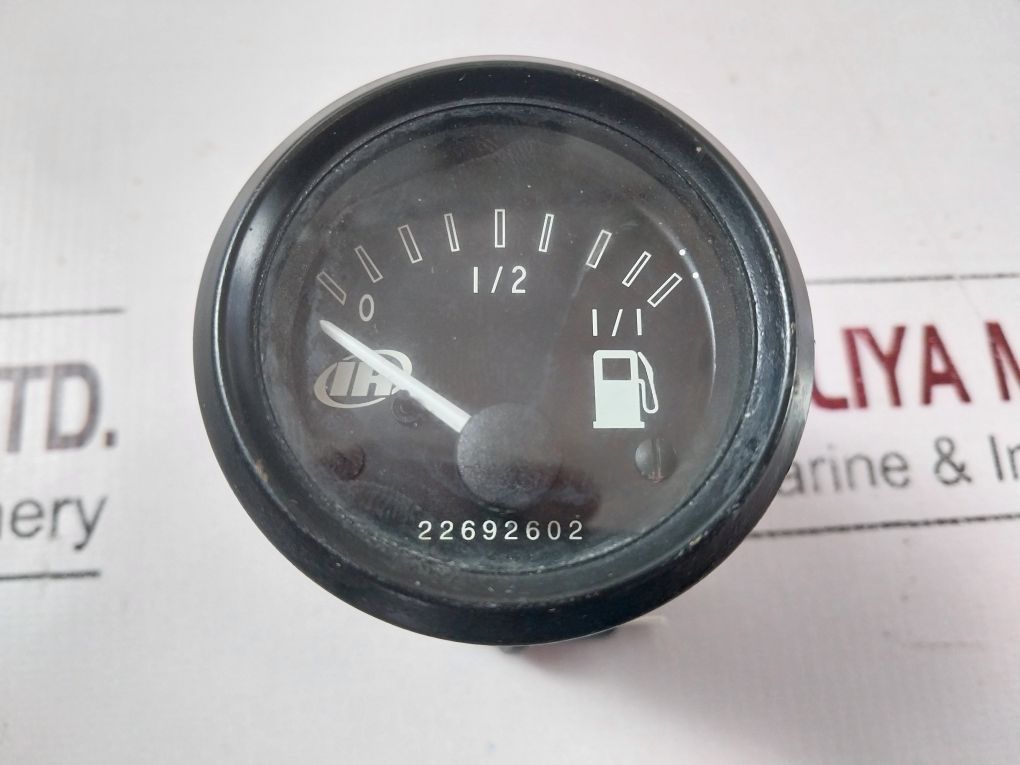 1/2
0
1/1
IR
22692602
TD.
nery
LIYA M
arine & In